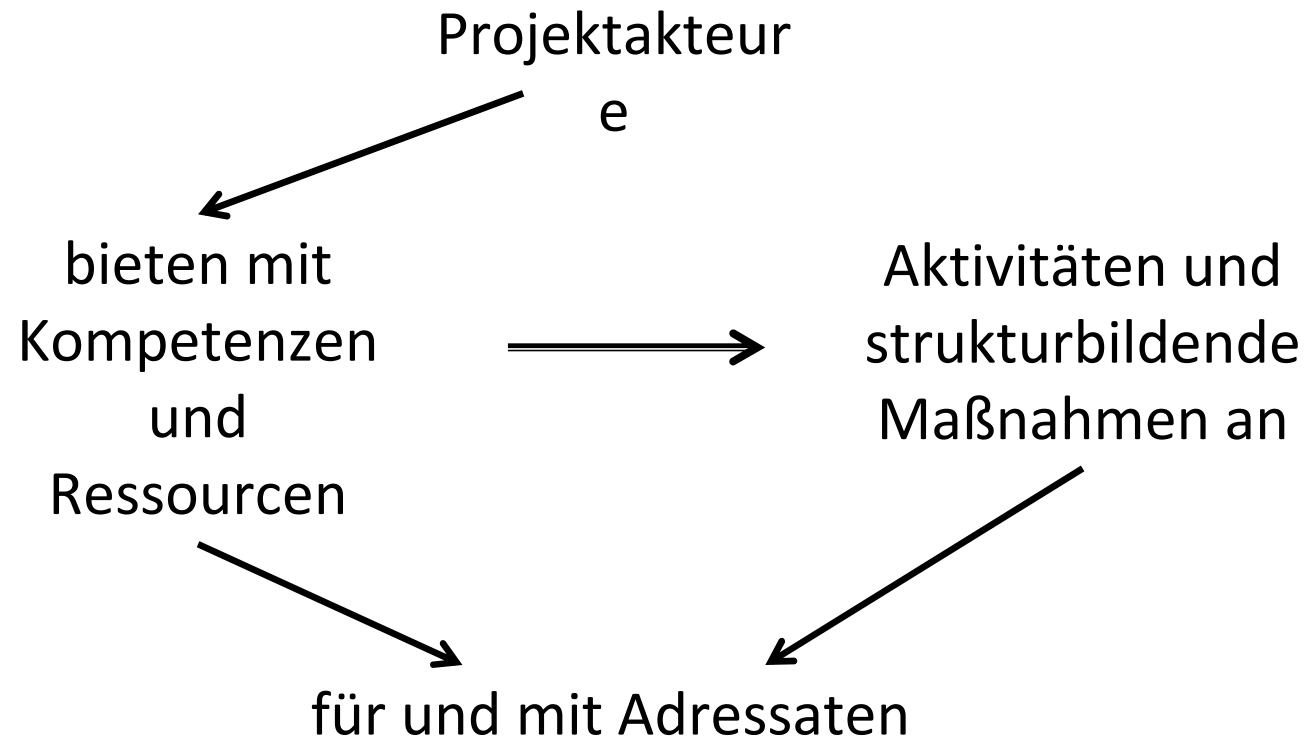 Projektakteur
e
bieten mit
Kompetenzen
und
Ressourcen
Aktivitäten und
strukturbildende
Maßnahmen an
für und mit Adressaten